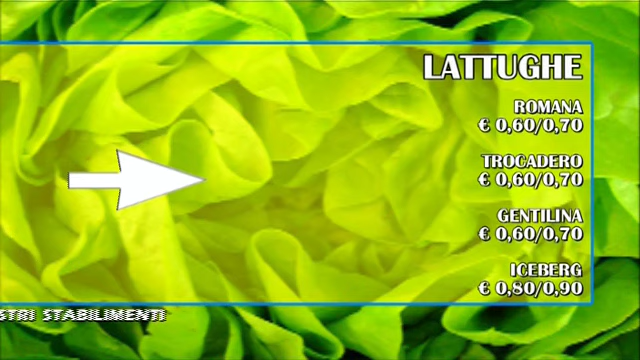 LATTUGHE
ROMANA
€ 0,60/0,70
TROCADERO
€ 0,60/0,70
GENTILINA
€ 0,60/0,70
ICEBERG
€ 0,80/0,90
STRI STABILIMENTI